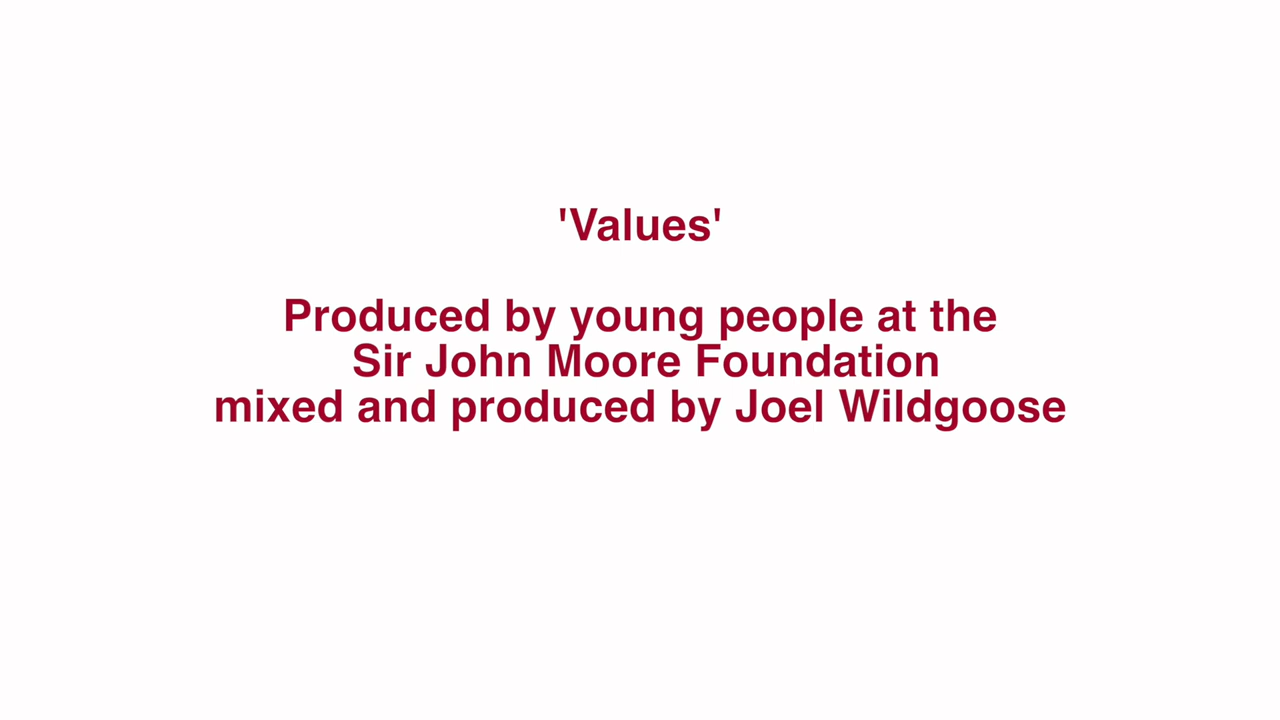 'Values'
Produced by young people at the
Sir John Moore Foundation
mixed and produced by Joel Wildgoose